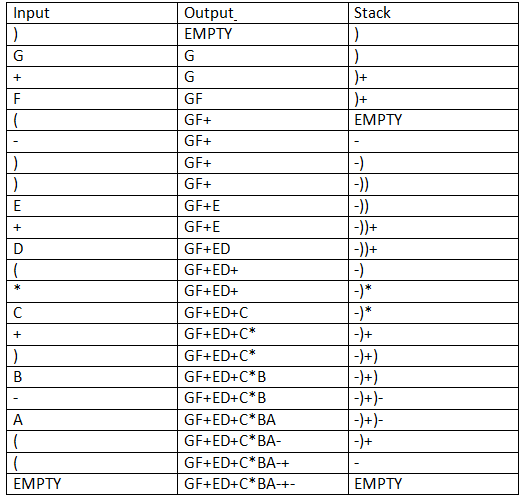 Input Output Stack
) EMPTY )
G G )
+ G )+
F GF )+
( GF+ EMPTY
- GF+ -
) GF+ -)
) GF+ -))
E GF+E -))
+ GF+E -))+
D GF+ED -))+
( GF+ED+ -)
* GF+ED+ -)*
C GF+ED+C -)*
+ GF+ED+C* -)+
) GF+ED+C* -)+)
B GF+ED+C*B -)+)
- GF+ED+C*B -)+)-
A GF+ED+C*BA -)+)-
( GF+ED+C*BA- -)+
( GF+ED+C*BA-+ -
EMPTY GF+ED+C*BA-+- EMPTY